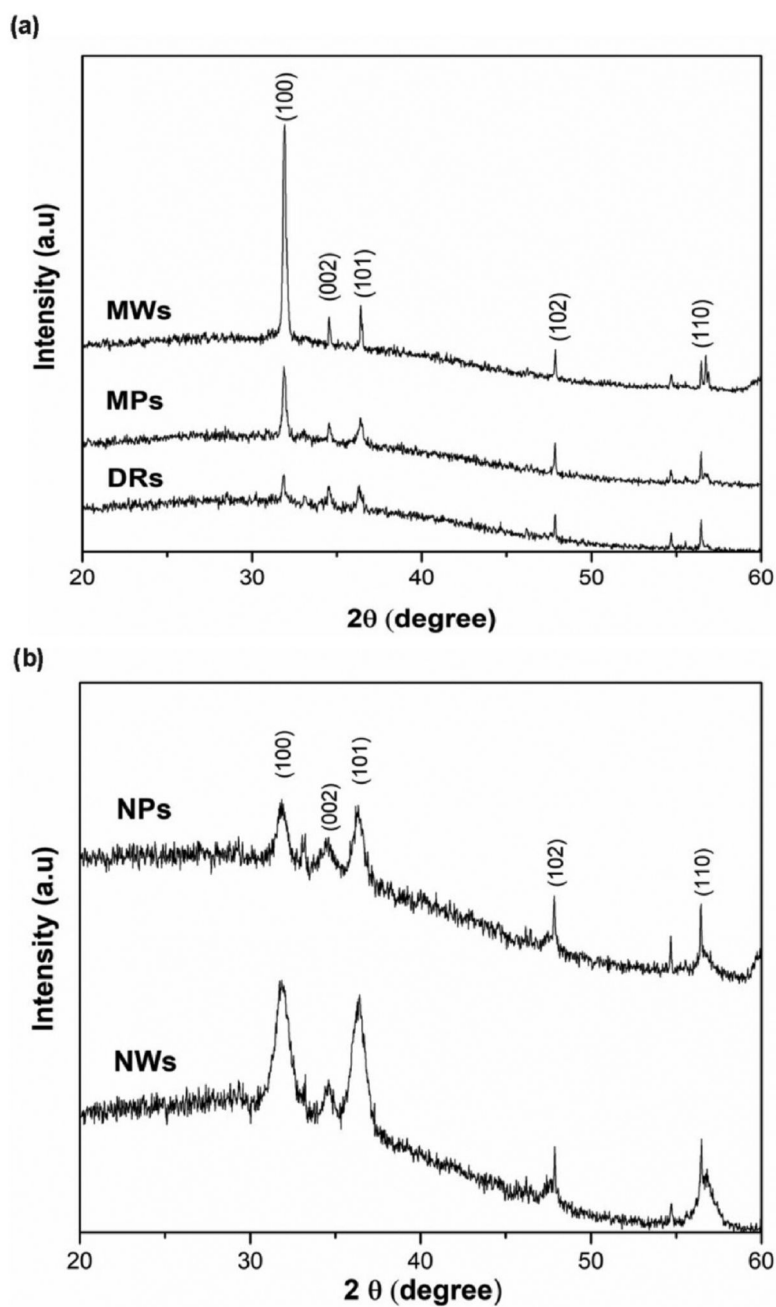 (a)
(100)
(002)
(101)
(102)
(110)
MWs
MPs
DRs
Intensity (a.u)
20 30 40 50 60
2θ (degree)
(b)
(100)
(002)
(101)
(102)
(110)
NPs
NWs
Intensity (a.u)
20 30 40 50 60
2 θ (degree)